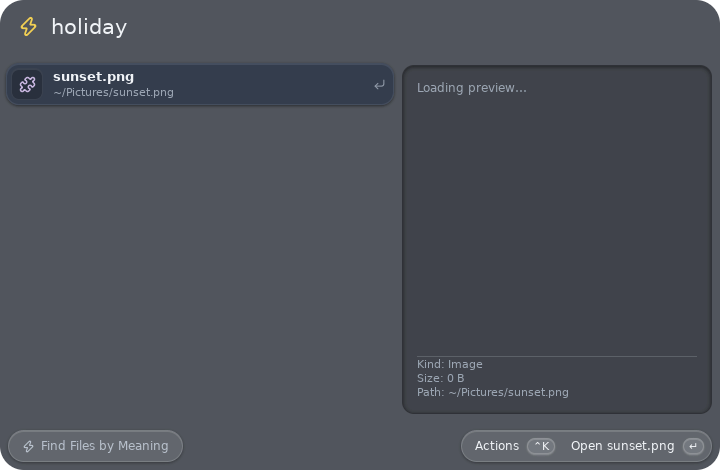 holiday
sunset.png
~/Pictures/sunset.png
Loading preview...
Kind: Image
Size: 0 B
Path: ~/Pictures/sunset.png
Find Files by Meaning
Actions ^K Open sunset.png ↵